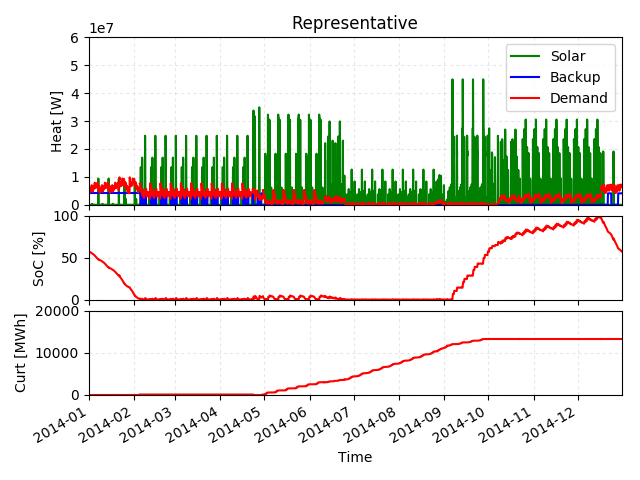 Representative
1e7
6
5
4
3
2
1
0
Heat [W]
Solar
Backup
Demand
100
50
0
SoC [%]
20000
10000
0
Curt [MWh]
2014-01
2014-02
2014-03
2014-04
2014-05
2014-06
2014-07
2014-08
2014-09
2014-10
2014-11
2014-12
Time